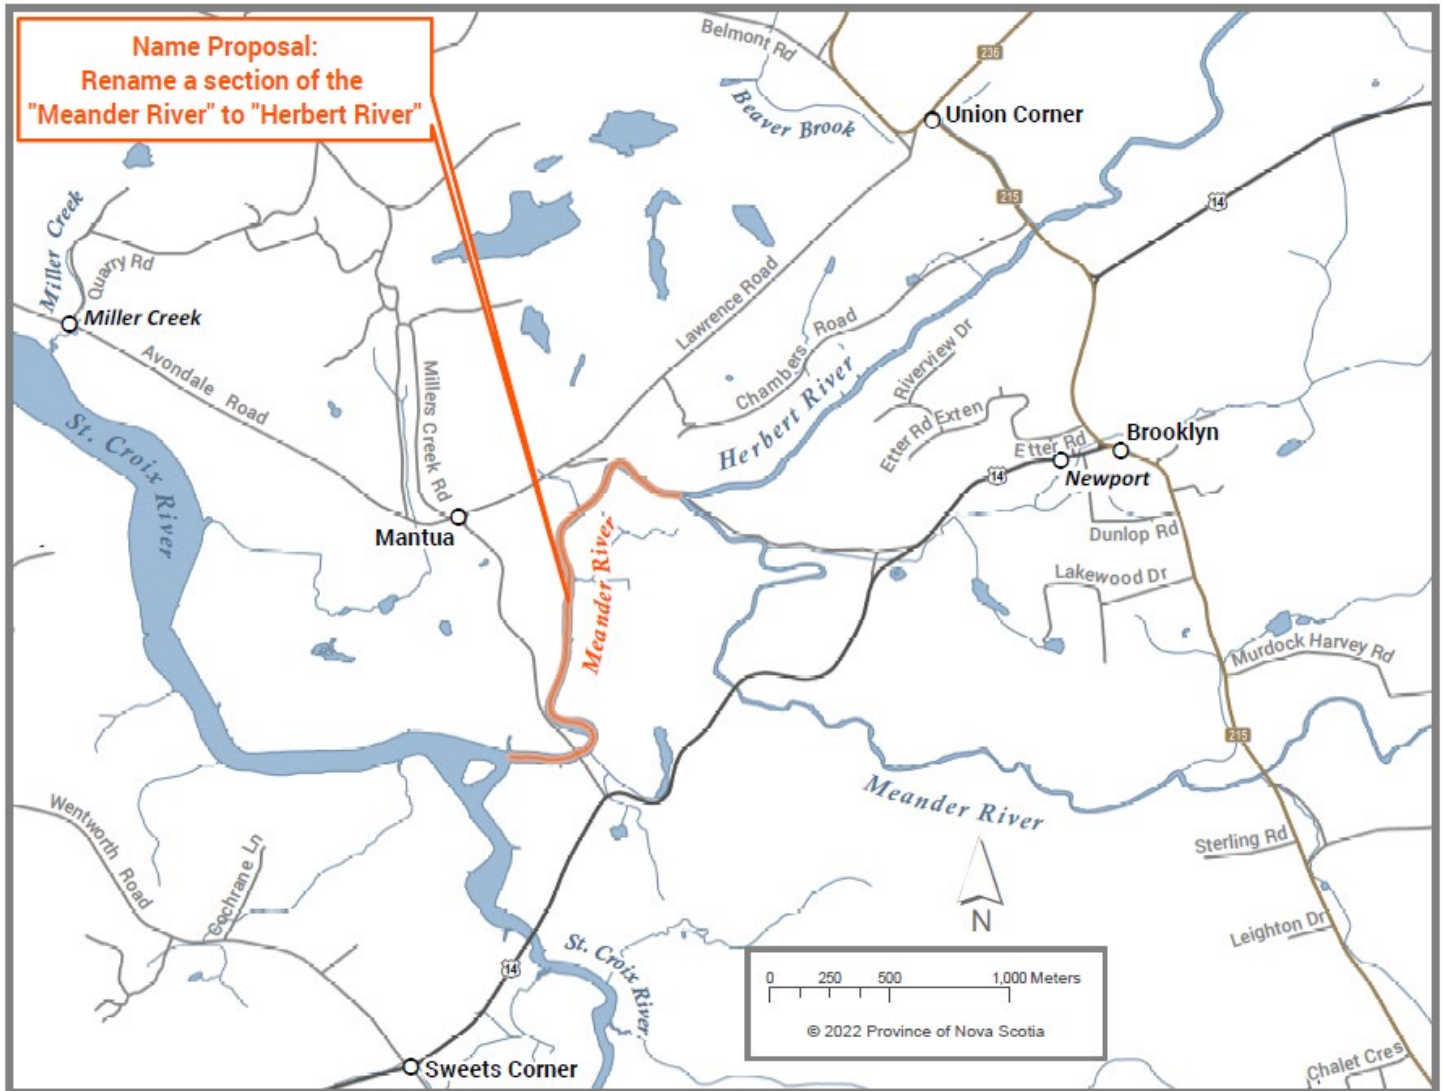 Name Proposal:
Rename a section of the
"Meander River" to "Herbert River"
Belmont Rd
236
Beaver Brook
Union Corner
215
14
Miller Creek
Quarry Rd
Miller Creek
Avondale Road
Millers Creek Rd
Lawrence Road
Chambers Road
Riverview Dr
Herbert River
Etter Rd Exten
Etter Rd
Brooklyn
14
Newport
St. Croix River
Mantua
Meander River
Dunlop Rd
Lakewood Dr
Murdock Harvey Rd
215
Meander River
Wentworth Road
Cochrane Ln
Sterling Rd
Leighton Dr
N
St. Croix River
14
0 250 500 1,000 Meters
© 2022 Province of Nova Scotia
Sweets Corner
Chalet Cres